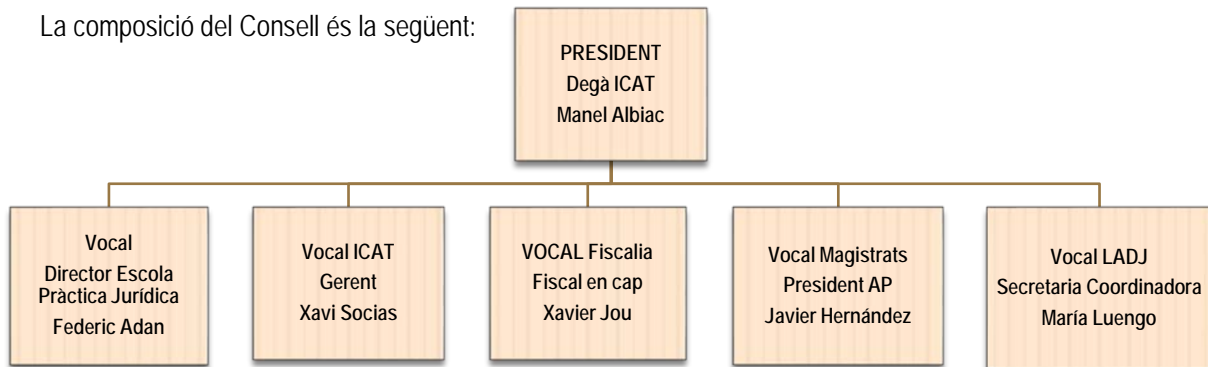 La composició del Consell és la següent:
PRESIDENT
Degà ICAT
Manel Albiac
Vocal
Director Escola
Pràctica Jurídica
Federic Adan
Vocal ICAT
Gerent
Xavi Socias
VOCAL Fiscalia
Fiscal en cap
Xavier Jou
Vocal Magistrats
President AP
Javier Hernández
Vocal LADJ
Secretaria Coordinadora
María Luengo